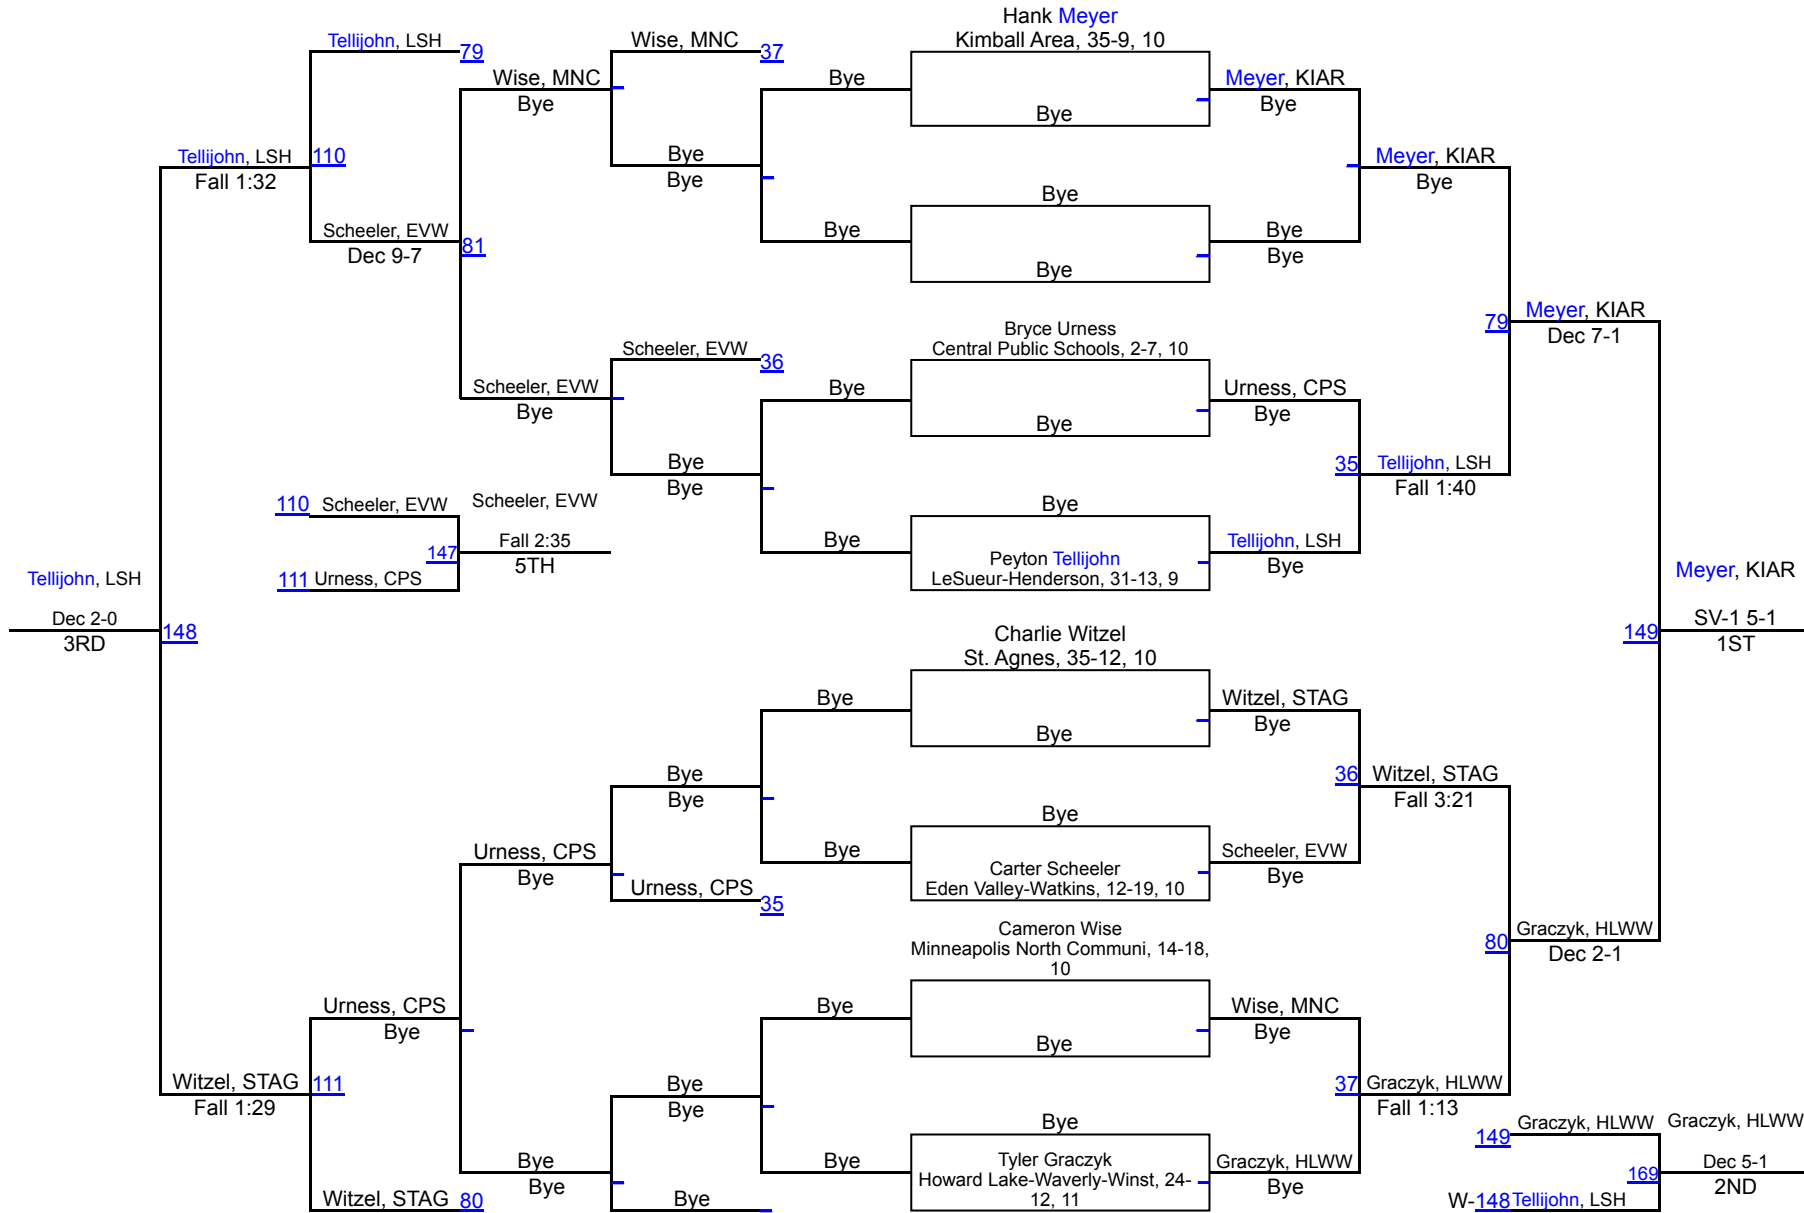 Hank Meyer
Kimball Area, 35-9, 10
Tellijohn, LSH
79
Wise, MNC
37
Wise, MNC
Bye
Bye
Bye
Meyer, KIAR
Bye
Tellijohn, LSH
110
Fall 1:32
Bye
Bye
Meyer, KIAR
Bye
Bye
Scheeler, EVW
Dec 9-7
81
Bye
Bye
Bye
Bye
Meyer, KIAR
79
Dec 7-1
Bryce Urness
Central Public Schools, 2-7, 10
Scheeler, EVW
36
Scheeler, EVW
Bye
Bye
Bye
Urness, CPS
Bye
Bye
Bye
35
Tellijohn, LSH
Fall 1:40
110
Scheeler, EVW
Scheeler, EVW
Bye
147
Fall 2:35
5TH
Bye
Peyton Tellijohn
LeSueur-Henderson, 31-13, 9
Tellijohn, LSH
Bye
111
Urness, CPS
Tellijohn, LSH
Dec 2-0
3RD
148
Meyer, KIAR
149
SV-1 5-1
1ST
Charlie Witzel
St. Agnes, 35-12, 10
Bye
Bye
Witzel, STAG
Bye
Bye
Bye
36
Witzel, STAG
Fall 3:21
Bye
Urness, CPS
Bye
Bye
Carter Scheeler
Eden Valley-Watkins, 12-19, 10
Scheeler, EVW
Bye
Urness, CPS
35
Cameron Wise
Minneapolis North Communi, 14-18,
10
80
Graczyk, HLWW
Dec 2-1
Urness, CPS
Bye
Bye
Bye
Wise, MNC
Bye
Witzel, STAG
111
Fall 1:29
Bye
Bye
37
Graczyk, HLWW
Fall 1:13
Bye
149
Graczyk, HLWW
Graczyk, HLWW
Bye
Bye
Bye
Tyler Graczyk
Howard Lake-Waverly-Winst, 24-
12, 11
Graczyk, HLWW
Bye
169
Dec 5-1
2ND
Witzel, STAG
80
Bye
W-148
Tellijohn, LSH